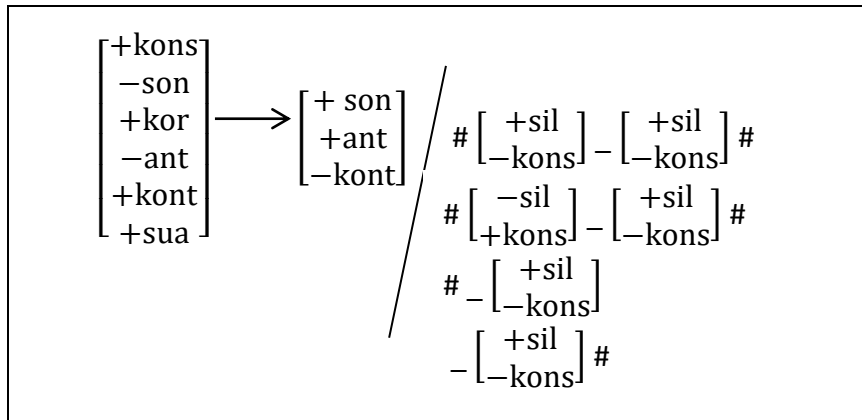 [+kons −son +kor −ant +kont +sua] ⟶ [+ son +ant −kont] /
# [+sil −kons] _ [+sil −kons] #
# [−sil +kons] _ [+sil −kons] #
# _ [+sil −kons]
_ [+sil −kons] #